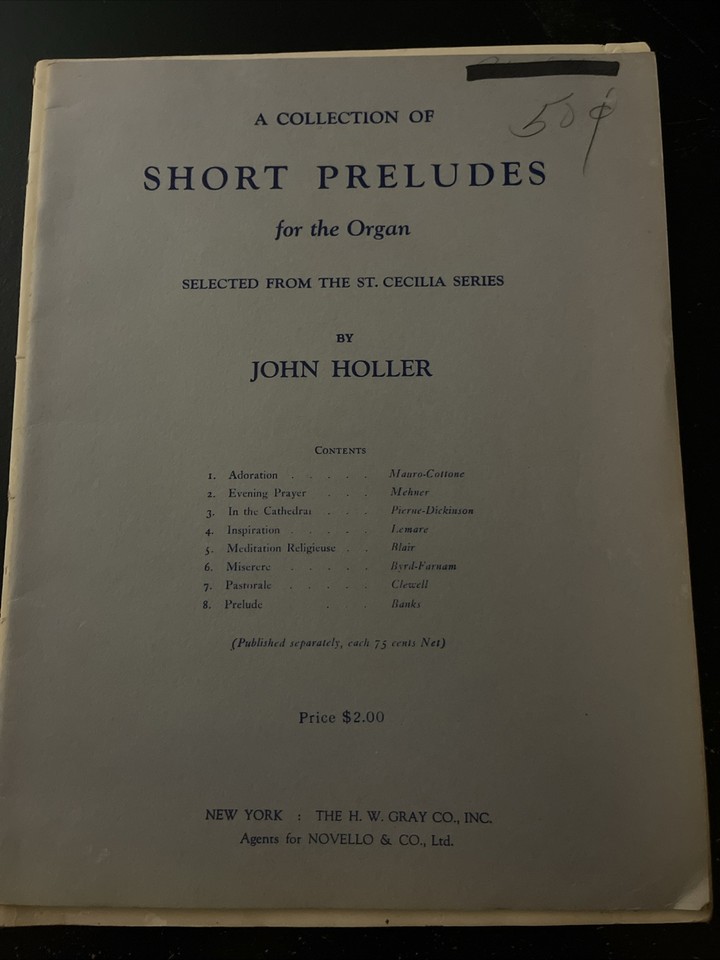 50¢
A COLLECTION OF
SHORT PRELUDES
for the Organ
SELECTED FROM THE ST. CECILIA SERIES
BY
JOHN HOLLER
CONTENTS
1. Adoration . . . . . Mauro-Cottone
2. Evening Prayer . . . Mehner
3. In the Cathedral . . . Pierne-Dickinson
4. Inspiration . . . . . Lemare
5. Meditation Religieuse . . Blair
6. Miserere . . . . . Byrd-Farnam
7. Pastorale . . . . . Clewell
8. Prelude . . . Banks
(Published separately, each 75 cents Net)
Price $2.00
NEW YORK : THE H. W. GRAY CO., INC.
Agents for NOVELLO & CO., Ltd.